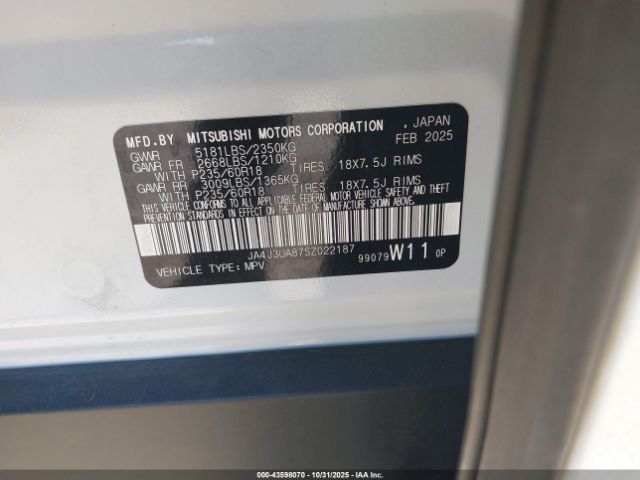 MFD.BY MITSUBISHI MOTORS CORPORATION , JAPAN
GVWR 5181LBS/2350KG FEB 2025
GAWR FR 2668LBS/1210KG
WITH P235/60R18 TIRES 18X7.5J RIMS
GAWR RR 3009LBS/1365KG
WITH P235/60R18 TIRES 18X7.5J RIMS
THIS VEHICLE CONFORMS TO ALL APPLICABLE FEDERAL MOTOR VEHICLE SAFETY AND THEFT
PREVENTION STANDARDS IN EFFECT ON THE DATE OF MANUFACTURE SHOWN ABOVE.
JA4J3UA87SZ022187
VEHICLE TYPE:MPV 99079 W11 0P
000-43598070 - 10/31/2025 - IAA Inc.